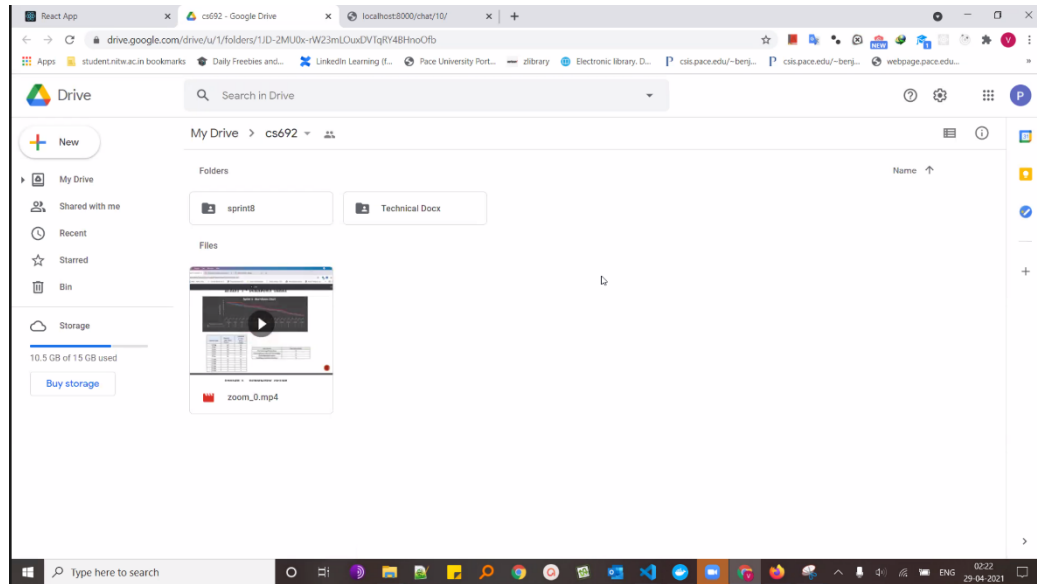 React App
cs692 - Google Drive
localhost:8000/chat/10/
drive.google.com/drive/u/1/folders/1JD-2MU0x-rW23mLOuxDVTqRY4BHnoOfb
NEW
V
Apps
student.nitw.ac.in bookmarks
Daily Freebies and...
LinkedIn Learning (f...
Pace University Port...
zlibrary
Electronic library. D...
csis.pace.edu/~benj...
csis.pace.edu/~benj...
webpage.pace.edu...
Drive
Search in Drive
P
New
My Drive > cs692
My Drive
Shared with me
Recent
Starred
Bin
Storage
10.5 GB of 15 GB used
Buy storage
Folders
Name
sprint8
Technical Docx
Files
zoom_0.mp4
Type here to search
ENG
02:22
29-04-2021